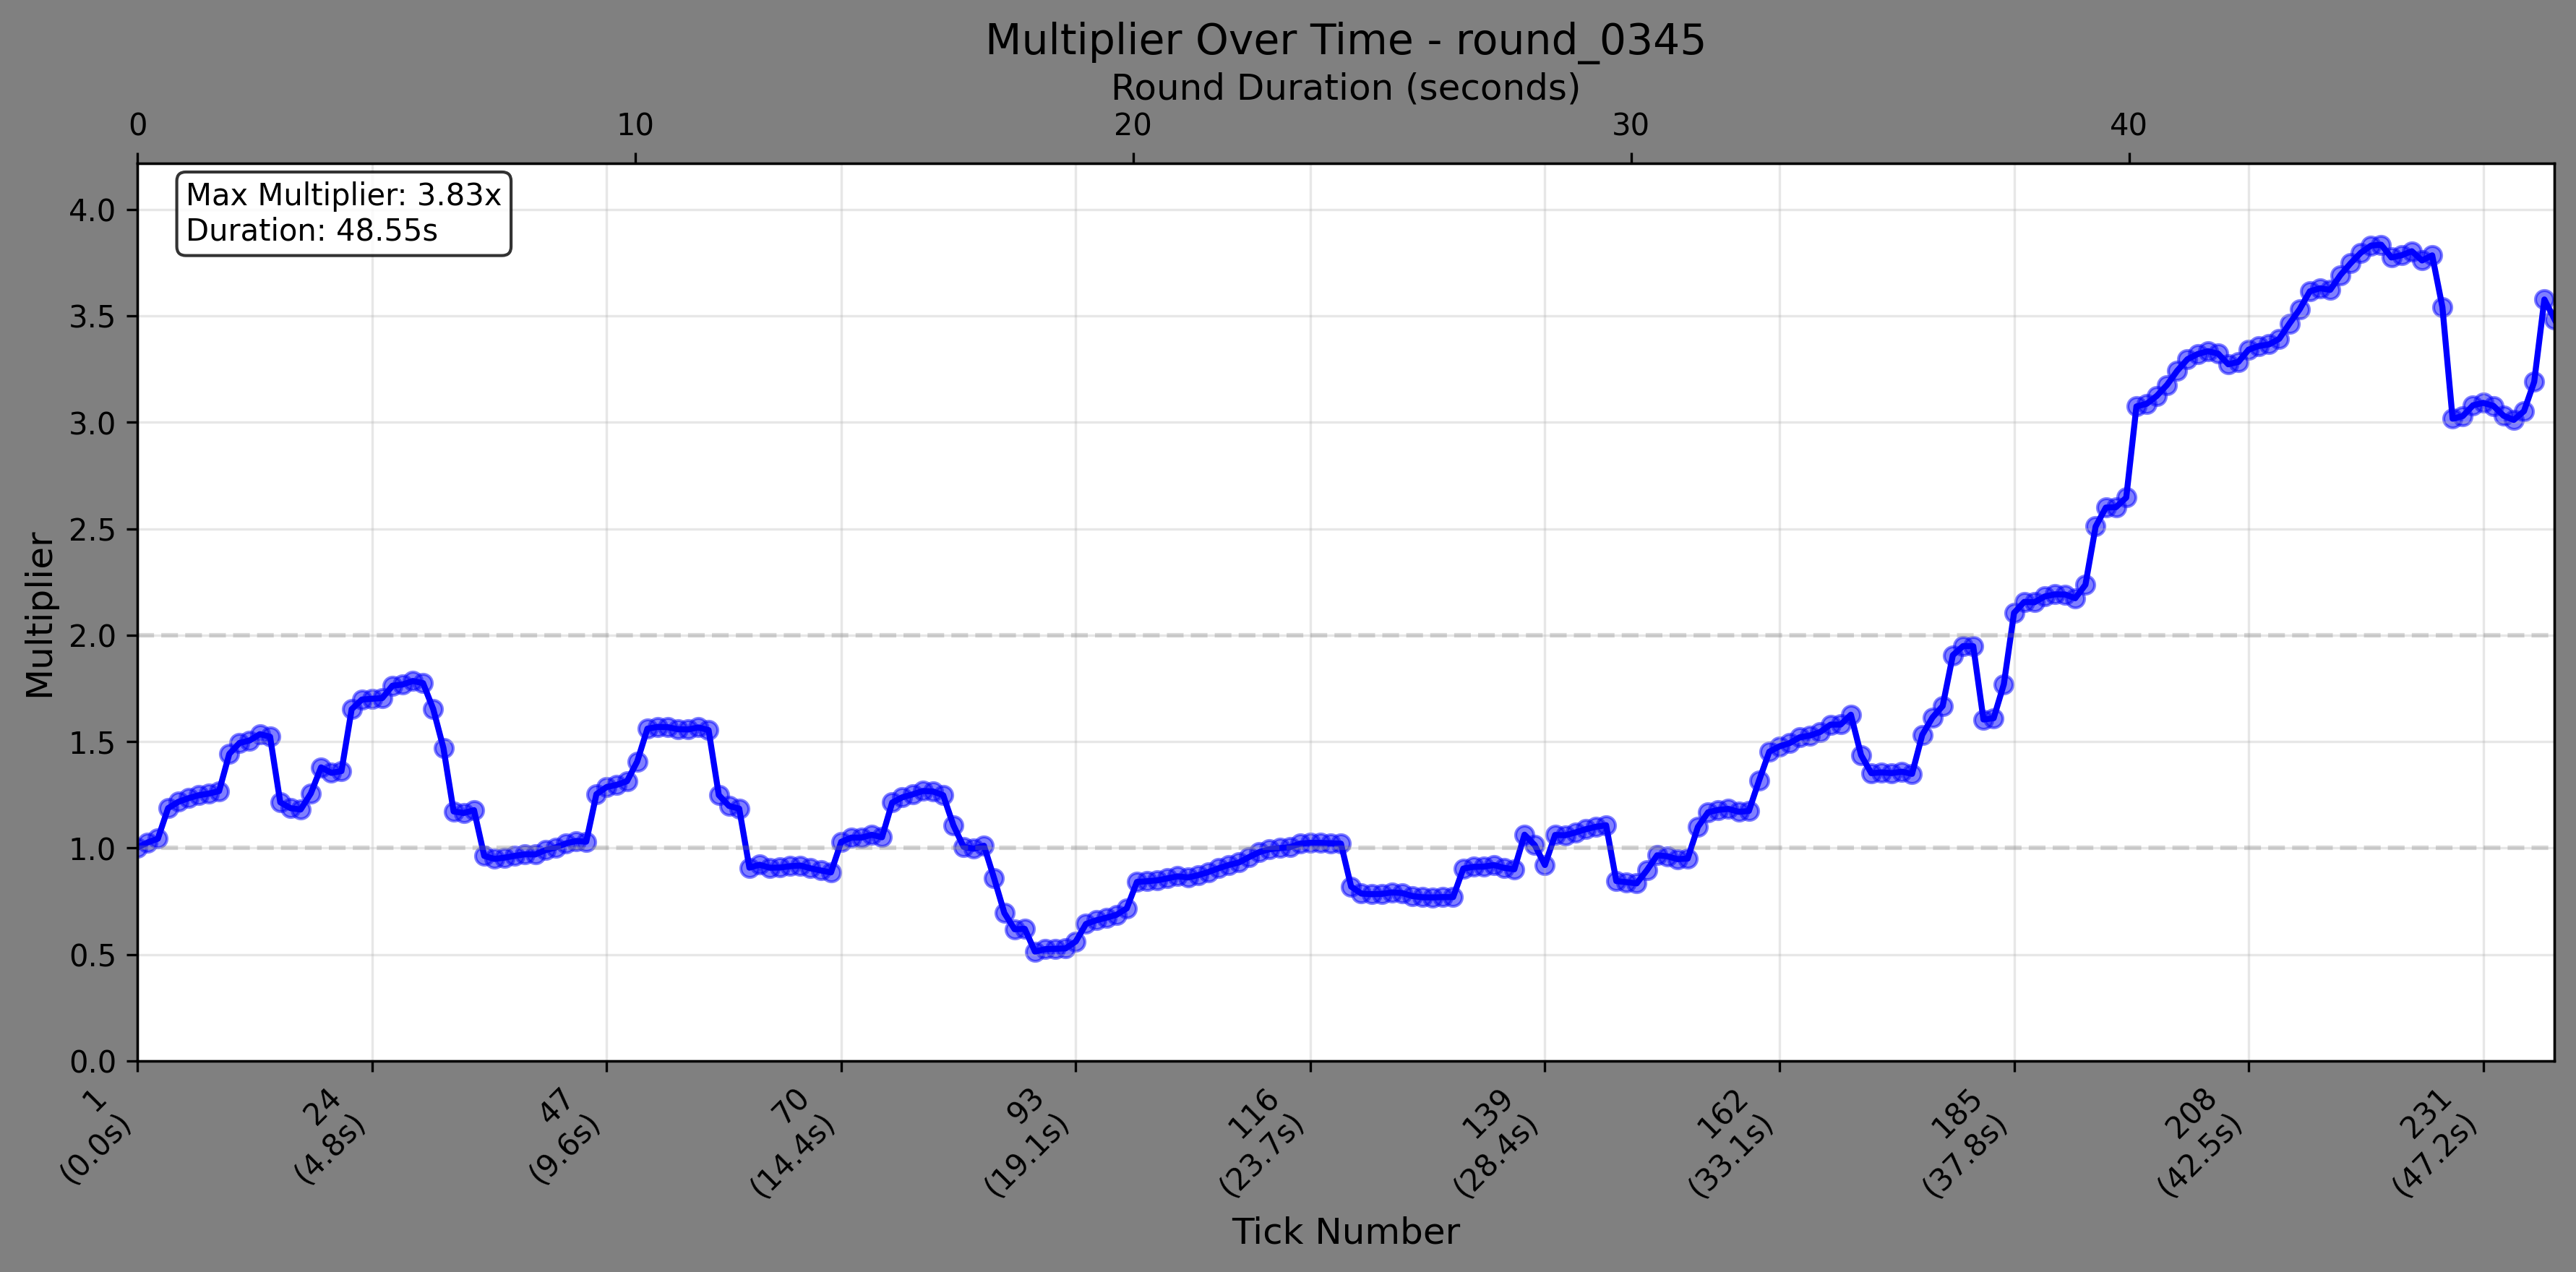 Multiplier Over Time - round_0345
Round Duration (seconds)
0 10 20 30 40
Max Multiplier: 3.83x
Duration: 48.55s
Multiplier
4.0
3.5
3.0
2.5
2.0
1.5
1.0
0.5
0.0
1
(0.0s)
24
(4.8s)
47
(9.6s)
70
(14.4s)
93
(19.1s)
116
(23.7s)
139
(28.4s)
162
(33.1s)
185
(37.8s)
208
(42.5s)
231
(47.2s)
Tick Number